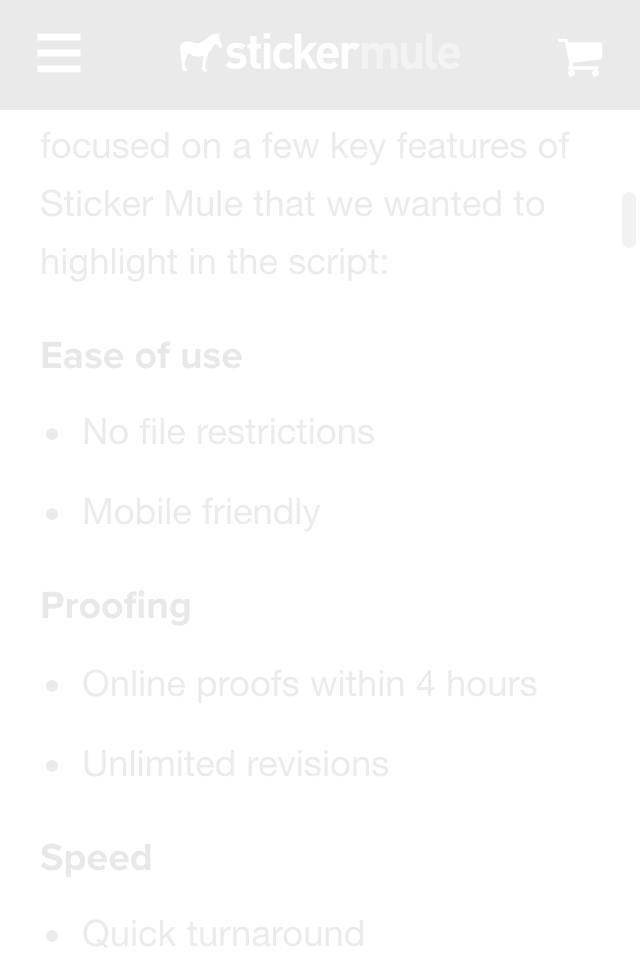 stickermule
focused on a few key features of
Sticker Mule that we wanted to
highlight in the script:
Ease of use
• No file restrictions
• Mobile friendly
Proofing
• Online proofs within 4 hours
• Unlimited revisions
Speed
• Quick turnaround